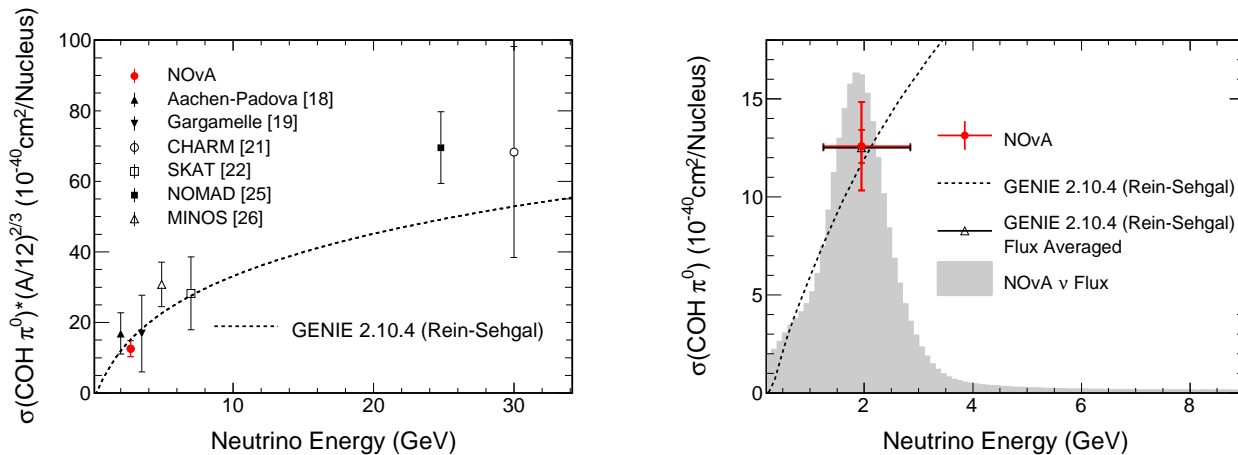 σ(COH π⁰)*(A/12)^2/3 (10^-40cm²/Nucleus)
100
80
60
40
20
0
NOvA
Aachen-Padova [18]
Gargamelle [19]
CHARM [21]
SKAT [22]
NOMAD [25]
MINOS [26]
GENIE 2.10.4 (Rein-Sehgal)
10
20
30
Neutrino Energy (GeV)
σ(COH π⁰) (10^-40cm²/Nucleus)
15
10
5
0
NOvA
GENIE 2.10.4 (Rein-Sehgal)
GENIE 2.10.4 (Rein-Sehgal)
Flux Averaged
NOvA ν Flux
2
4
6
8
Neutrino Energy (GeV)